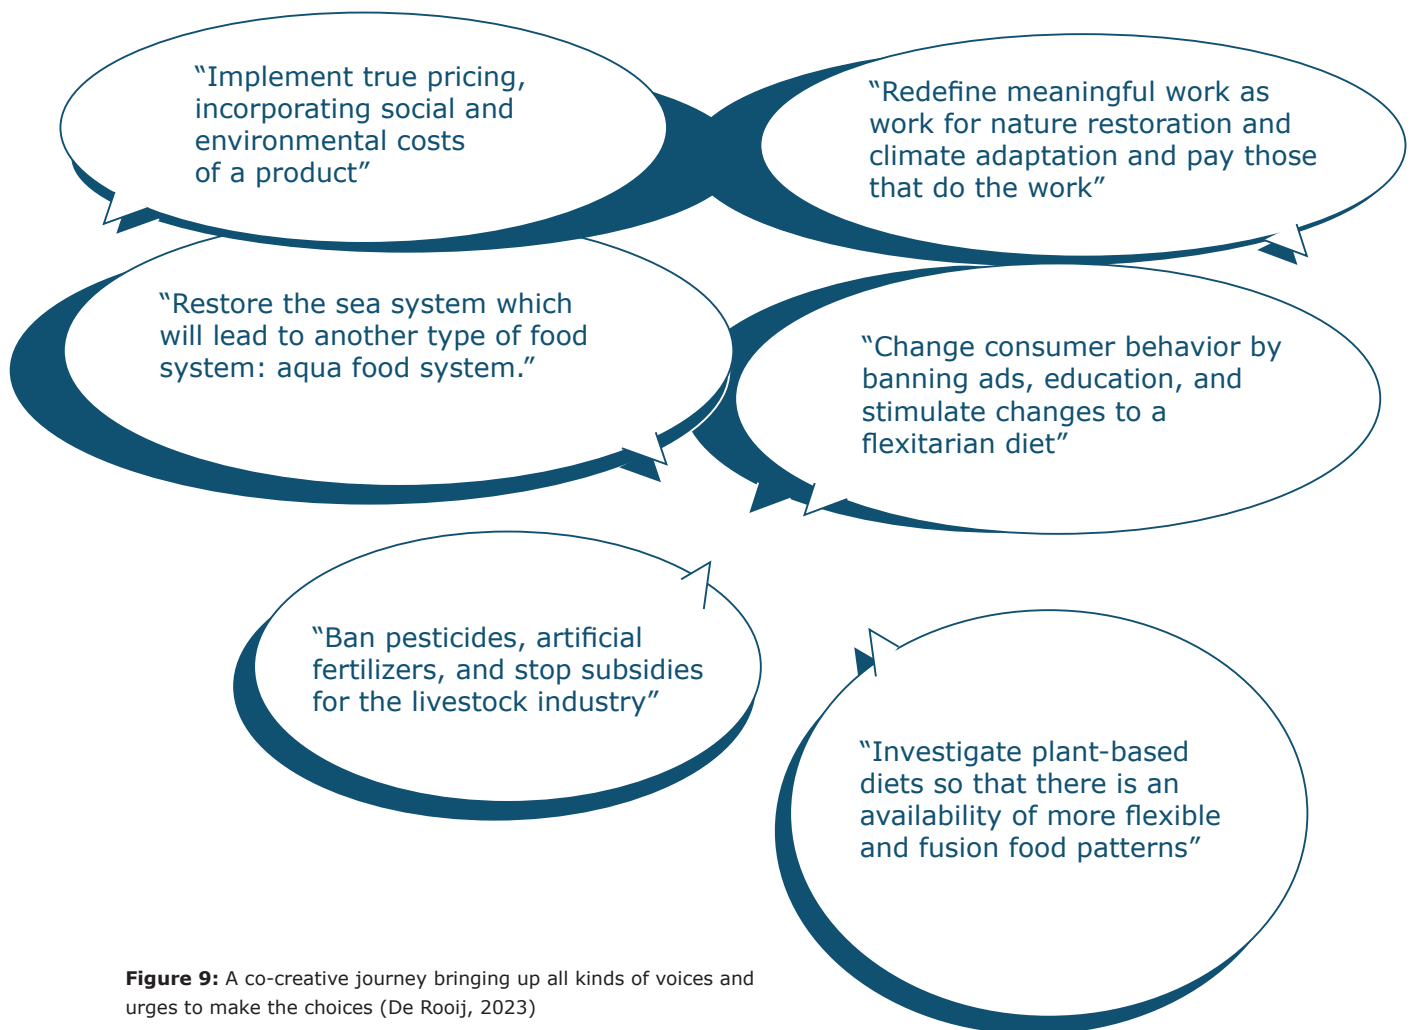 “Implement true pricing,
incorporating social and
environmental costs
of a product”
“Redefine meaningful work as
work for nature restoration and
climate adaptation and pay those
that do the work”
“Restore the sea system which
will lead to another type of food
system: aqua food system.”
“Change consumer behavior by
banning ads, education, and
stimulate changes to a
flexitarian diet”
“Ban pesticides, artificial
fertilizers, and stop subsidies
for the livestock industry”
“Investigate plant-based
diets so that there is an
availability of more flexible
and fusion food patterns”
Figure 9: A co-creative journey bringing up all kinds of voices and
urges to make the choices (De Rooij, 2023)